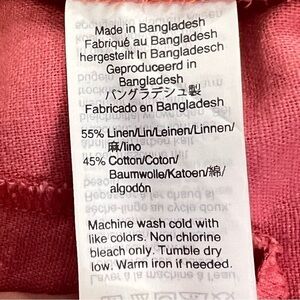 Made in Bangladesh
Fabriqué au Bangladesh
hergestellt In Bangladesch
Geproduceerd in
Bangladesh
バングラデシュ製
Fabricado en Bangladesh
55% Linen/Lin/Leinen/Linnen/
麻/lino
45% Cotton/Coton/
Baumwolle/Katoen/綿/
algodón
Machine wash cold with
like colors. Non chlorine
bleach only. Tumble dry
low. Warm iron if needed.